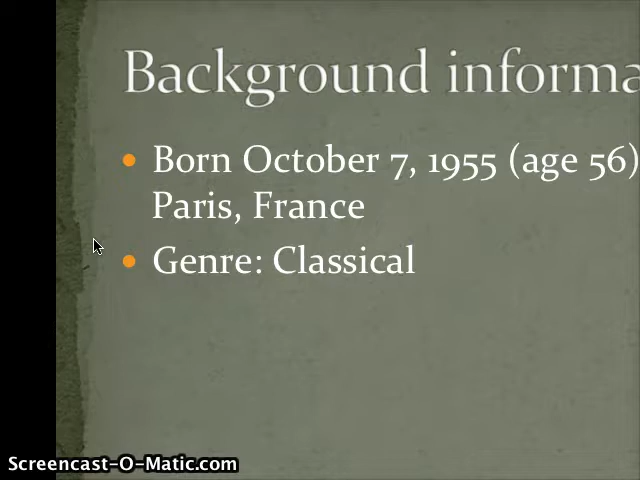 Background informa
• Born October 7, 1955 (age 56)
Paris, France
• Genre: Classical
Screencast-O-Matic.com